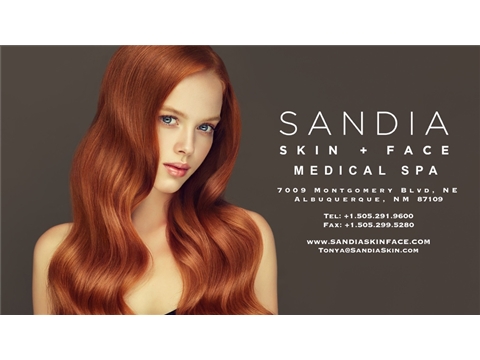 SANDIA
SKIN + FACE
MEDICAL SPA
7009 Montgomery Blvd, NE
Albuquerque, NM 87109
Tel: +1.505.291.9600
Fax: +1.505.299.5280
www.sandiaskinface.com
Tonya@SandiaSkin.com